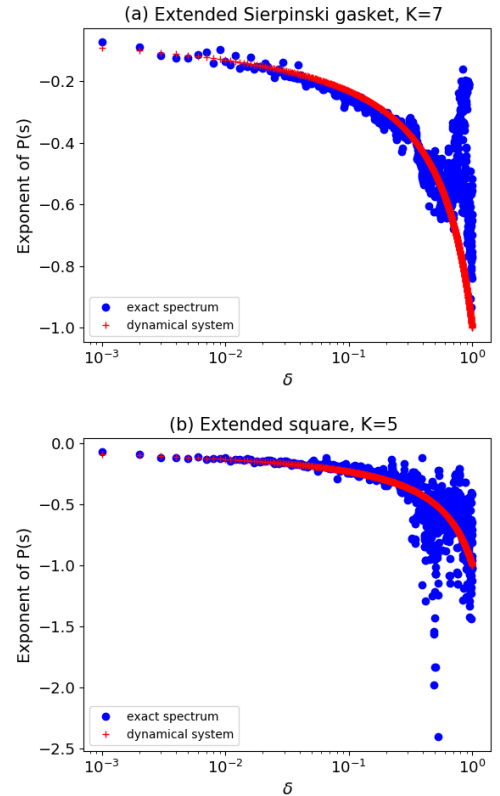 (a) Extended Sierpinski gasket, K=7
Exponent of P(s)
−0.2
−0.4
−0.6
−0.8
−1.0
exact spectrum
dynamical system
10⁻³ 10⁻² 10⁻¹ 10⁰
δ
(b) Extended square, K=5
Exponent of P(s)
0.0
−0.5
−1.0
−1.5
−2.0
−2.5
exact spectrum
dynamical system
10⁻³ 10⁻² 10⁻¹ 10⁰
δ